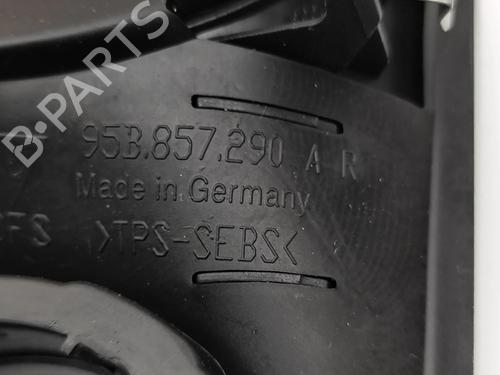 B-PARTS
95B.857.290 A R
Made in Germany
>TPS-SEBS<